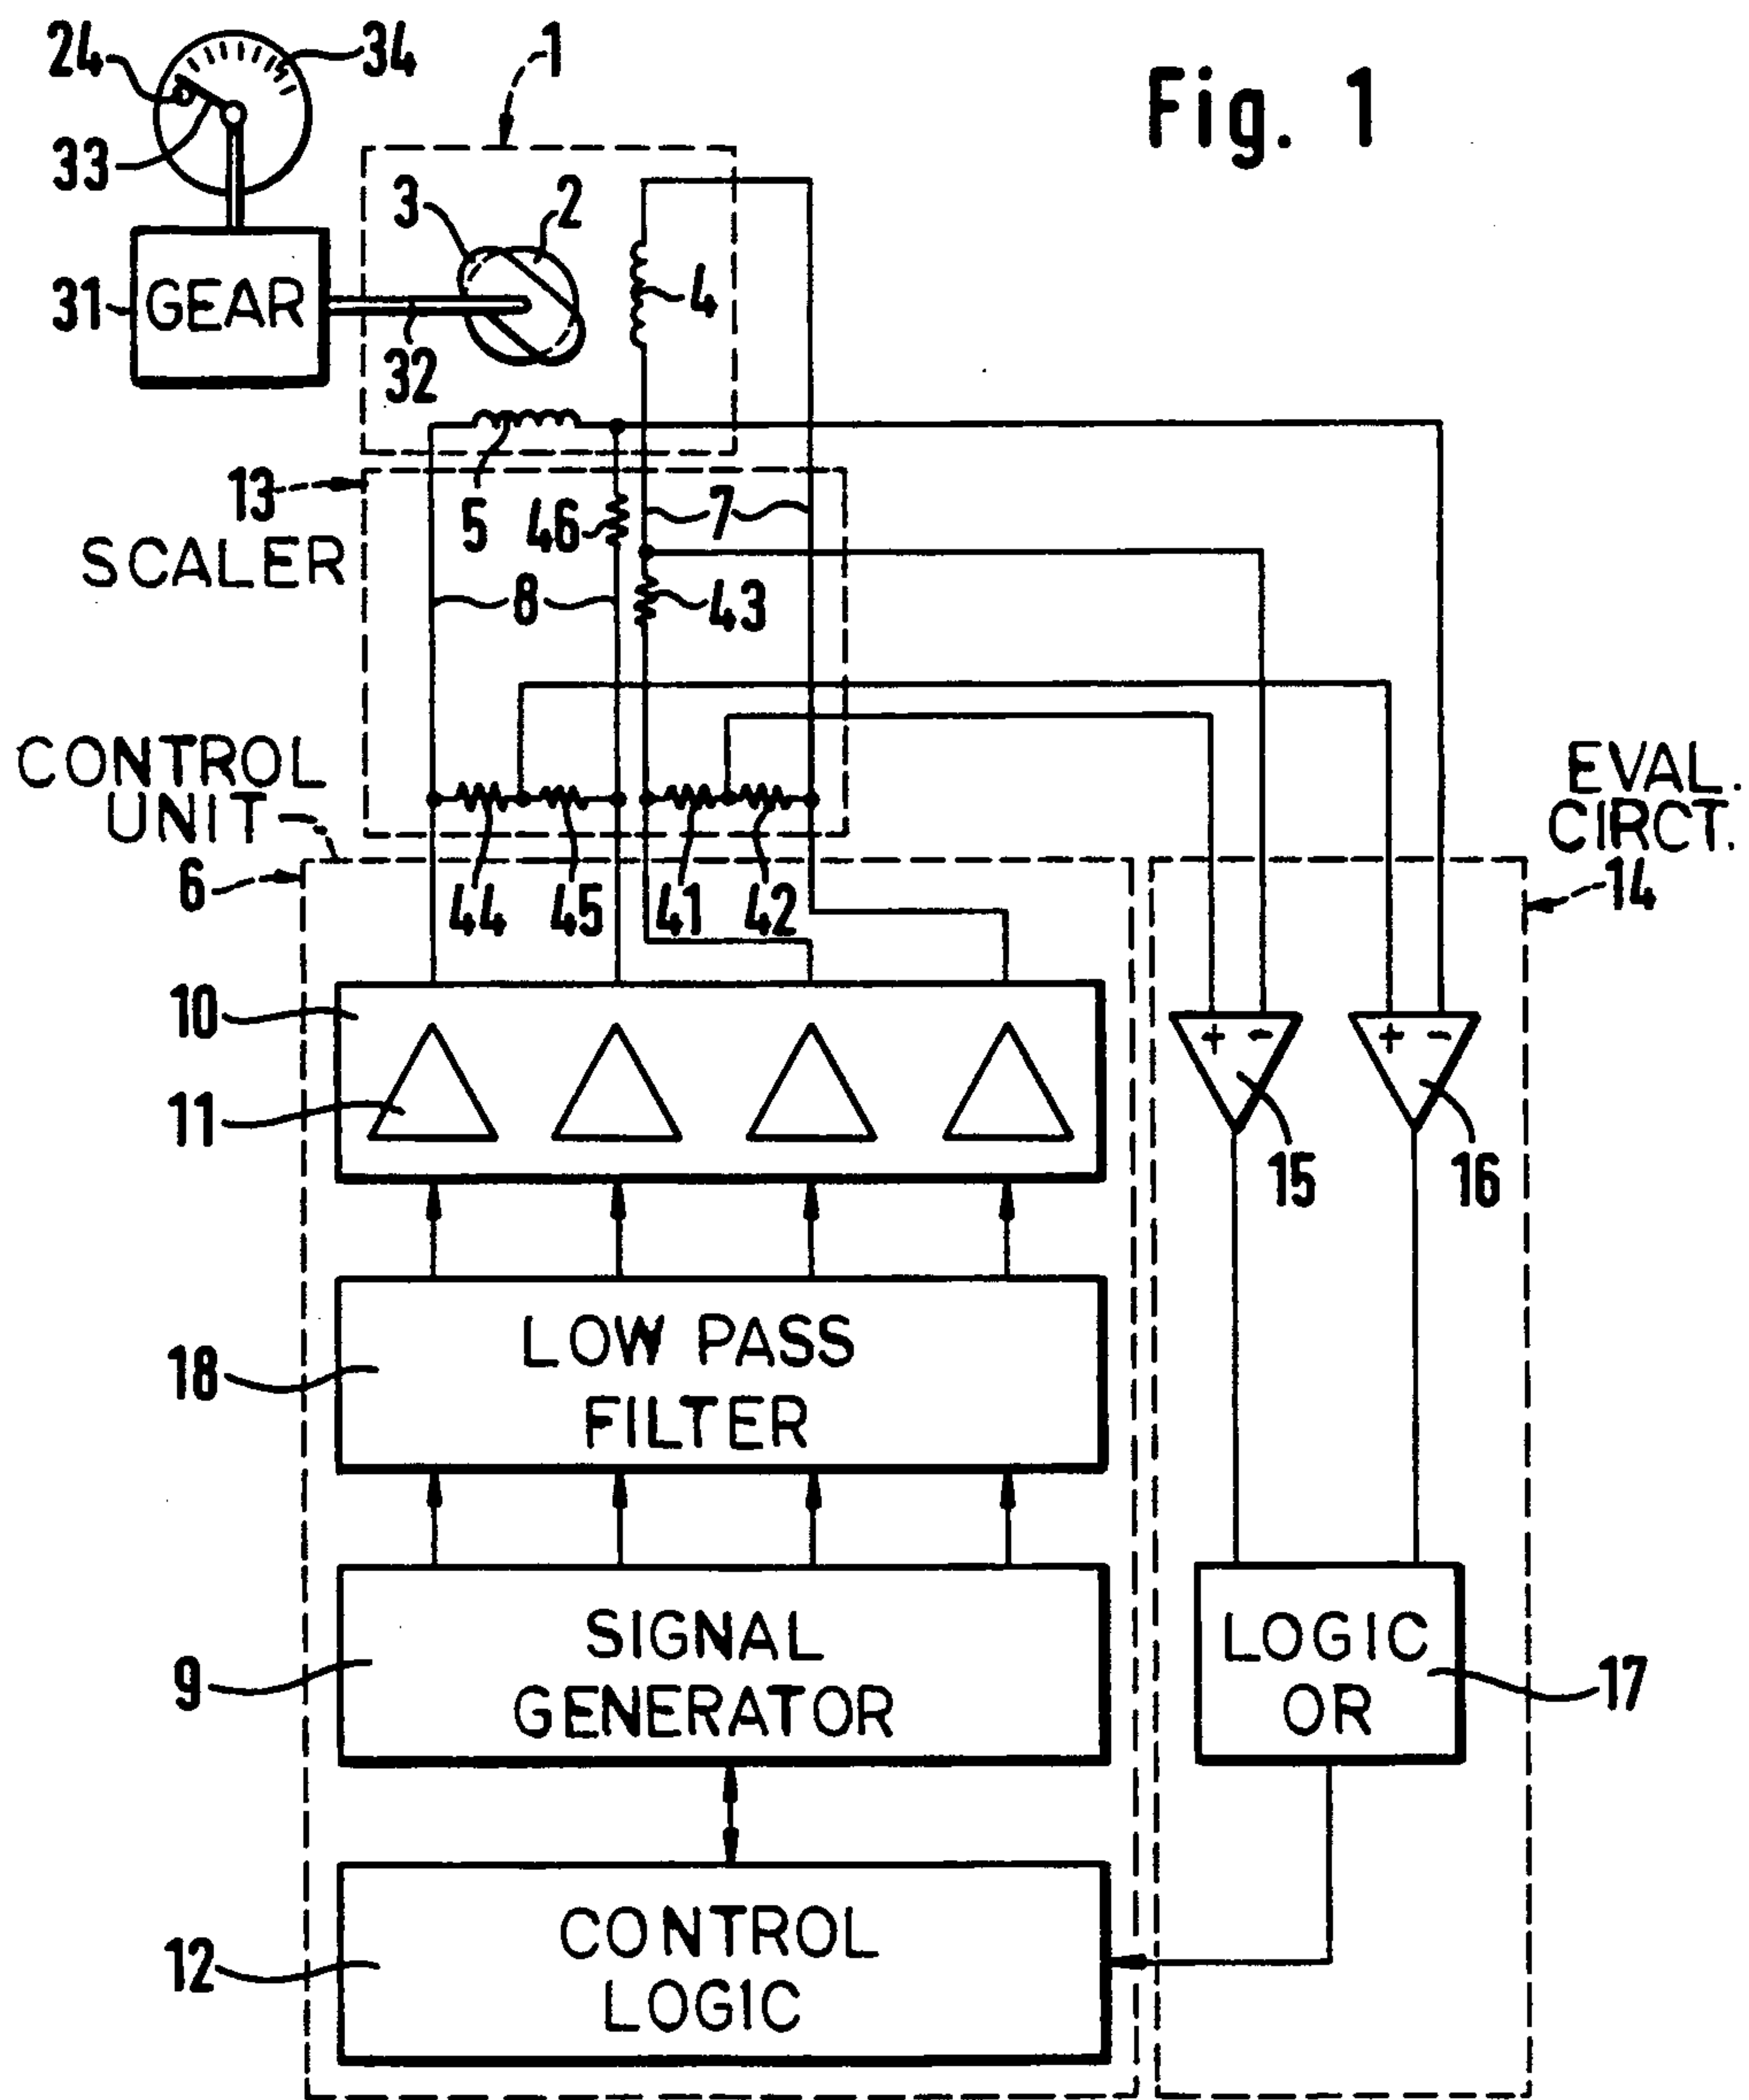 Fig. 1
24
34
1
33
3
2
31
GEAR
4
32
13
5
46
7
SCALER
8
43
CONTROL
UNIT
EVAL.
CIRCT.
6
14
44
45
41
42
10
+ -
+ -
11
15
16
LOW PASS
FILTER
18
SIGNAL
GENERATOR
9
LOGIC
OR
17
CONTROL
LOGIC
12